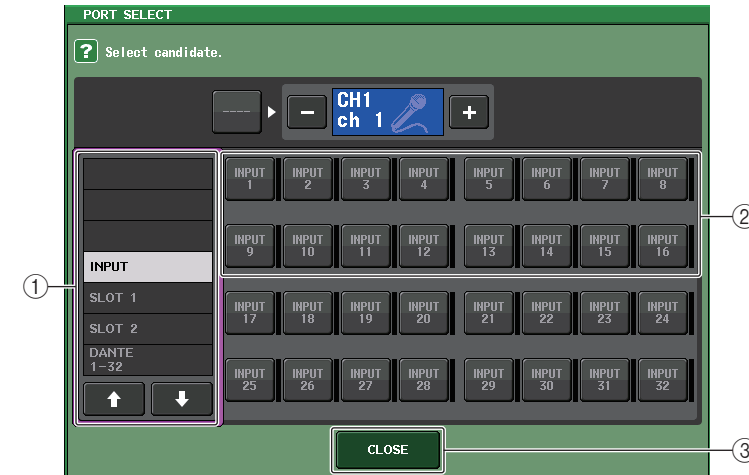 PORT SELECT
? Select candidate.
---- − CH1 ch 1 +
INPUT
SLOT 1
SLOT 2
DANTE
1-32
INPUT 1 INPUT 2 INPUT 3 INPUT 4 INPUT 5 INPUT 6 INPUT 7 INPUT 8
INPUT 9 INPUT 10 INPUT 11 INPUT 12 INPUT 13 INPUT 14 INPUT 15 INPUT 16
INPUT 17 INPUT 18 INPUT 19 INPUT 20 INPUT 21 INPUT 22 INPUT 23 INPUT 24
INPUT 25 INPUT 26 INPUT 27 INPUT 28 INPUT 29 INPUT 30 INPUT 31 INPUT 32
CLOSE
①
②
③